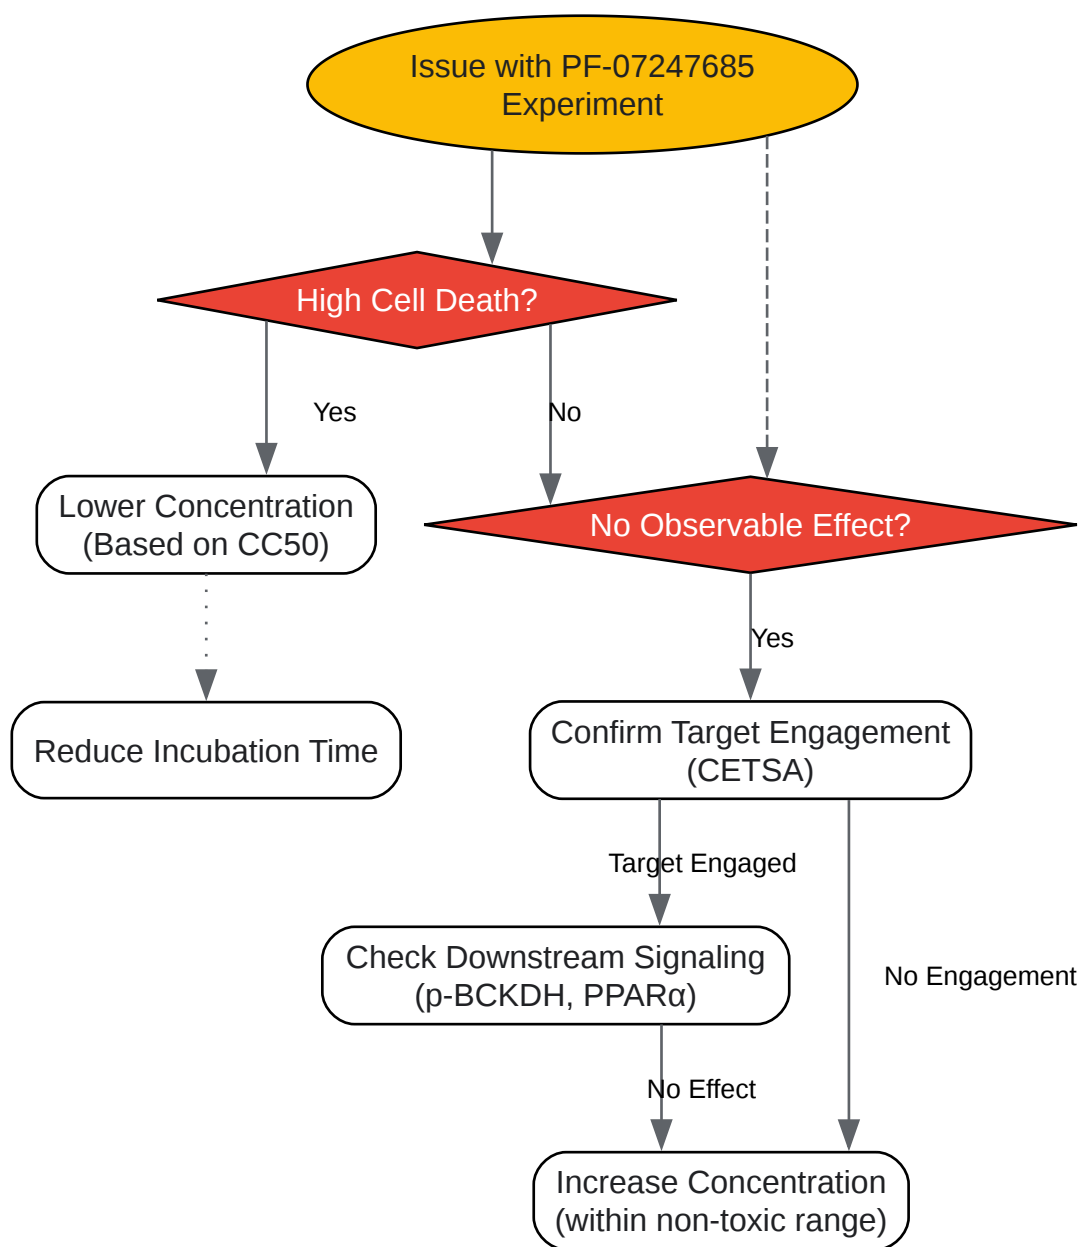 Issue with PF-07247685
Experiment
High Cell Death?
Yes
No
Lower Concentration
(Based on CC50)
No Observable Effect?
Yes
Reduce Incubation Time
Confirm Target Engagement
(CETSA)
Target Engaged
Check Downstream Signaling
(p-BCKDH, PPARα)
No Engagement
No Effect
Increase Concentration
(within non-toxic range)